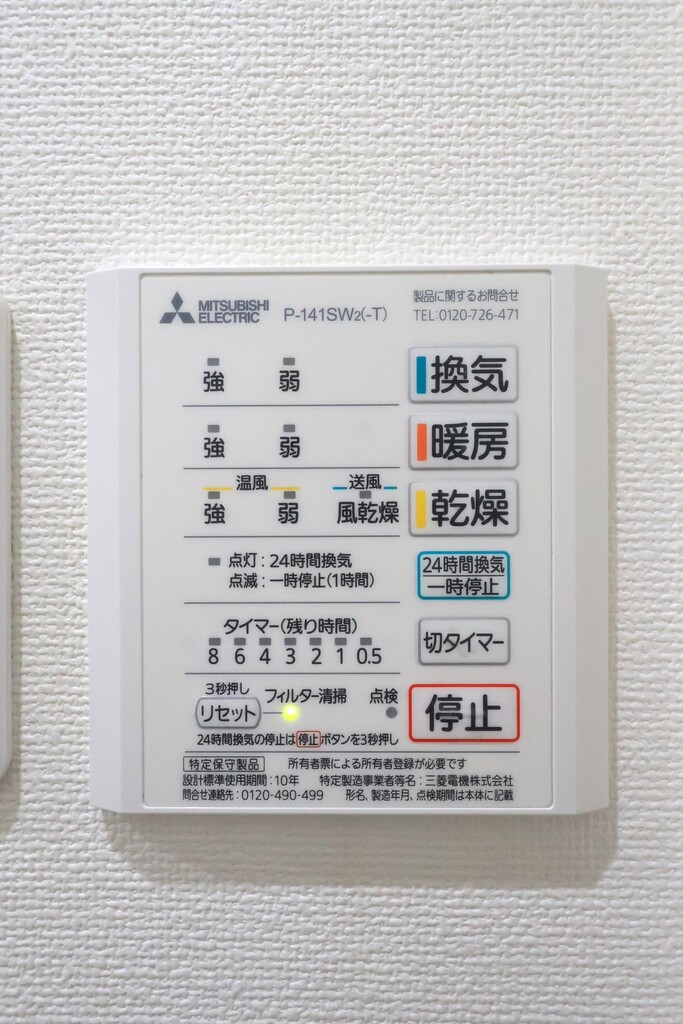 MITSUBISHI
ELECTRIC
P-141SW2(-T)
製品に関するお問合せ
TEL:0120-726-471
強 弱 換気
強 弱 暖房
温風 送風
強 弱 風乾燥 乾燥
点灯:24時間換気
点滅:一時停止(1時間)
24時間換気
一時停止
タイマー(残り時間)
8 6 4 3 2 1 0.5
切タイマー
3秒押し
リセット フィルター清掃 点検
停止
24時間換気の停止は停止ボタンを3秒押し
特定保守製品 所有者票による所有者登録が必要です
設計標準使用期間:10年 特定製造事業者等名:三菱電機株式会社
問合せ連絡先:0120-490-499 形名、製造年月、点検期間は本体に記載